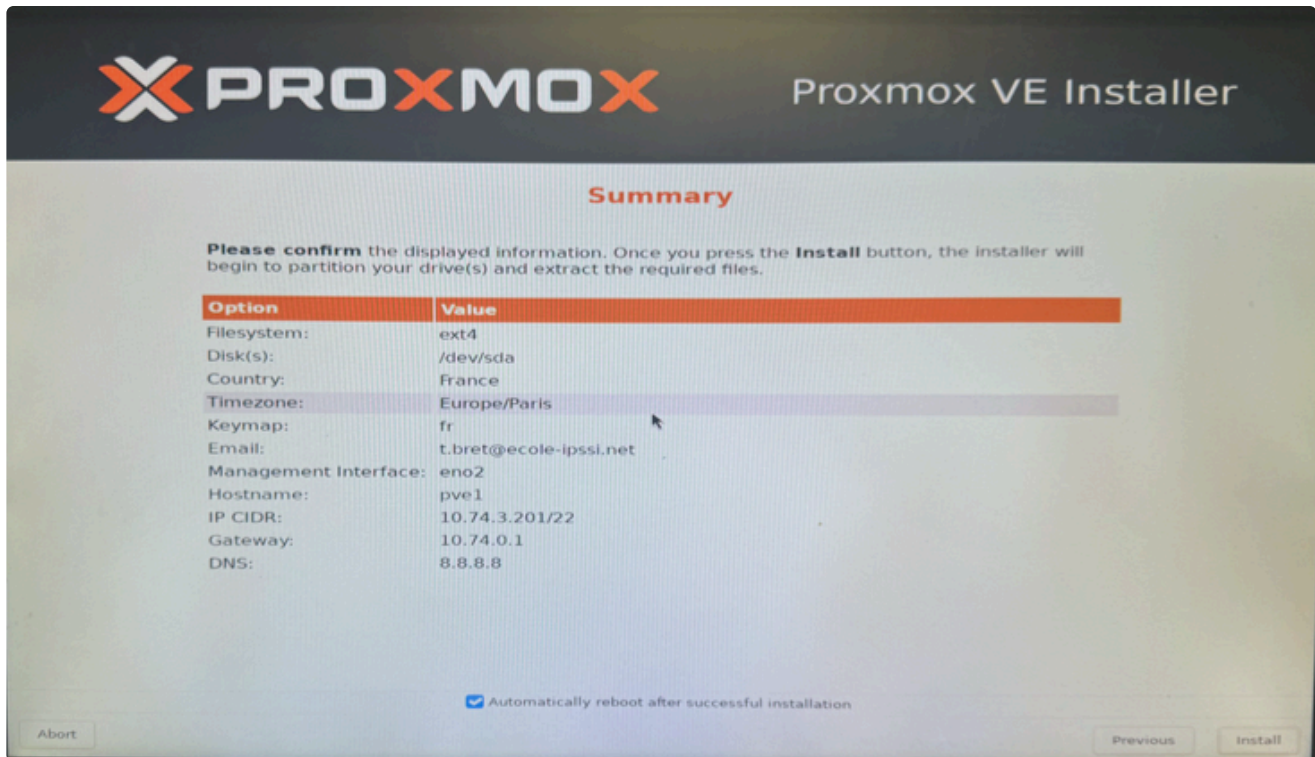 PROXMOX
Proxmox VE Installer
Summary
Please confirm the displayed information. Once you press the Install button, the installer will
begin to partition your drive(s) and extract the required files.
Option Value
Filesystem: ext4
Disk(s): /dev/sda
Country: France
Timezone: Europe/Paris
Keymap: fr
Email: t.bret@ecole-ipssi.net
Management Interface: eno2
Hostname: pve1
IP CIDR: 10.74.3.201/22
Gateway: 10.74.0.1
DNS: 8.8.8.8
Automatically reboot after successful installation
Abort
Previous
Install